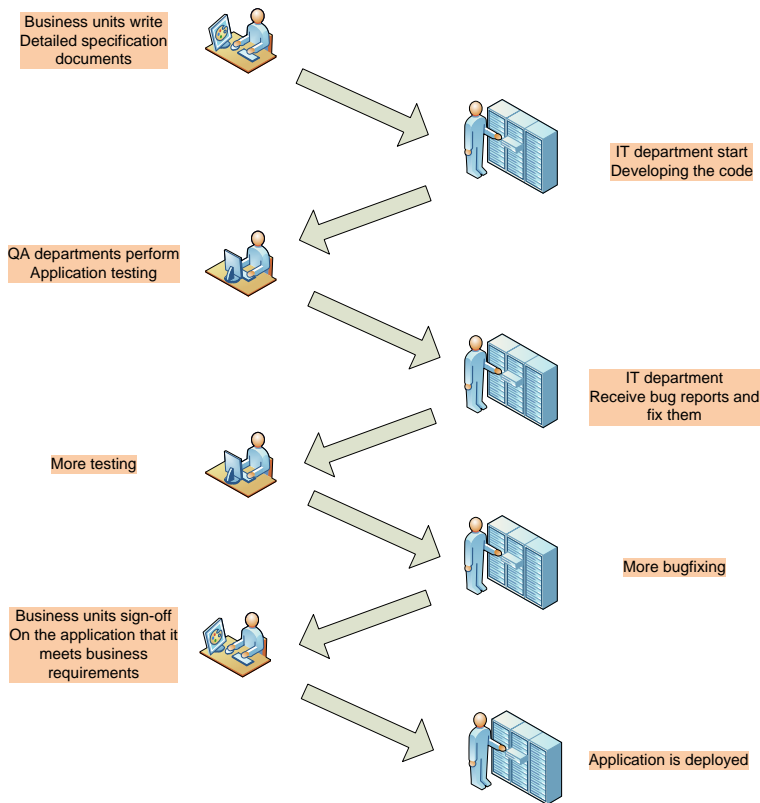 Business units write
Detailed specification
documents
IT department start
Developing the code
QA departments perform
Application testing
IT department
Receive bug reports and
fix them
More testing
More bugfixing
Business units sign-off
On the application that it
meets business
requirements
Application is deployed